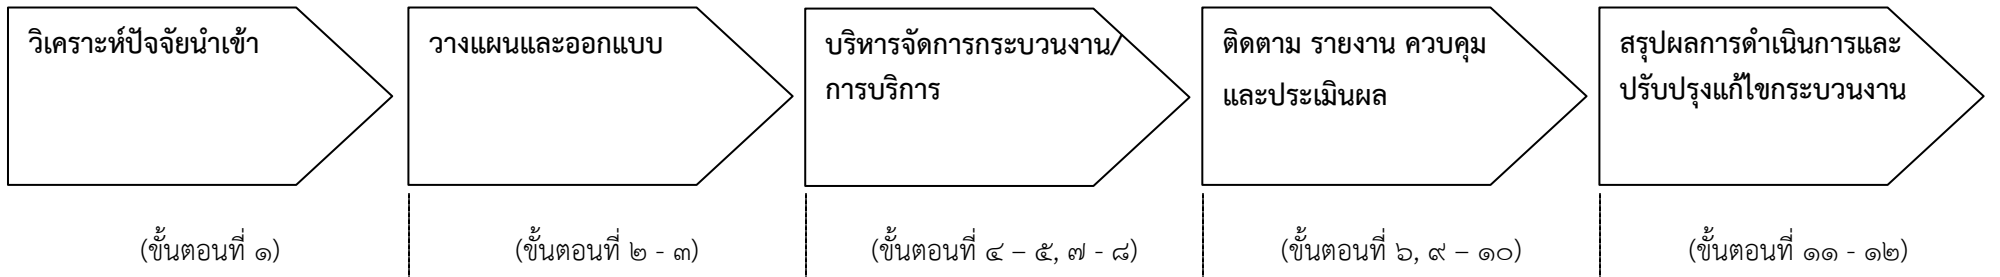 วิเคราะห์ปัจจัยนำเข้า
วางแผนและออกแบบ
บริหารจัดการกระบวนงาน/
การบริการ
ติดตาม รายงาน ควบคุม
และประเมินผล
สรุปผลการดำเนินการและ
ปรับปรุงแก้ไขกระบวนงาน
(ขั้นตอนที่ ๑)
(ขั้นตอนที่ ๒ - ๓)
(ขั้นตอนที่ ๔ – ๕, ๗ - ๘)
(ขั้นตอนที่ ๖, ๙ – ๑๐)
(ขั้นตอนที่ ๑๑ - ๑๒)